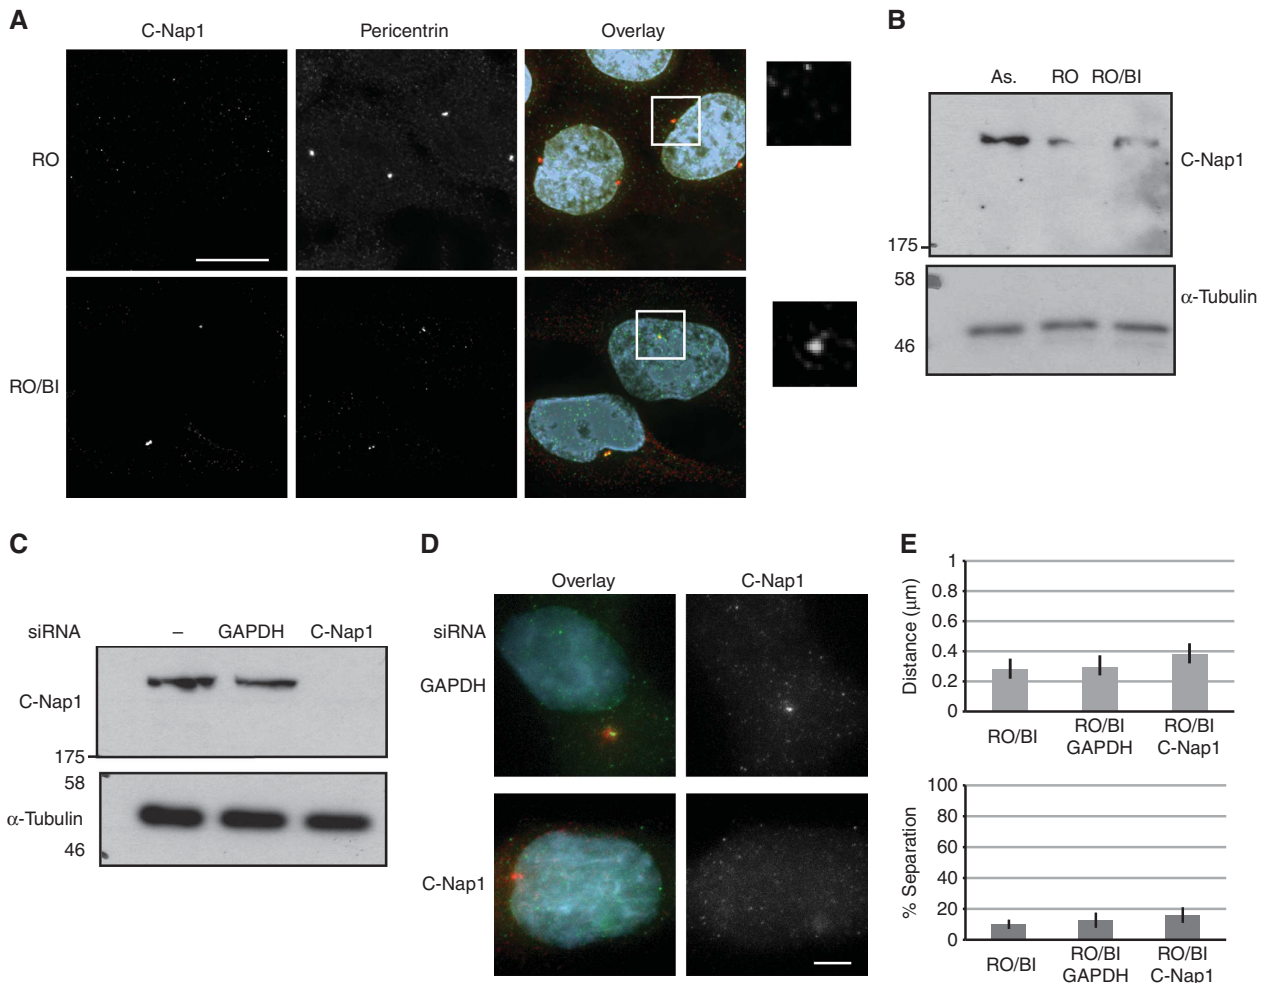 A
C-Nap1 Pericentrin Overlay
RO
RO/BI
B
As. RO RO/BI
C-Nap1
175
58
α-Tubulin
46
C
siRNA – GAPDH C-Nap1
C-Nap1
175
58
α-Tubulin
46
D
Overlay C-Nap1
siRNA
GAPDH
C-Nap1
E
Distance (μm)
1
0.8
0.6
0.4
0.2
0
RO/BI
RO/BI
GAPDH
RO/BI
C-Nap1
% Separation
100
80
60
40
20
0
RO/BI
RO/BI
GAPDH
RO/BI
C-Nap1